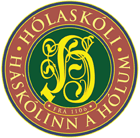 HÓLASKÓLI
HÁSKÓLINN Á HÓLUM
H
FRÁ 1106